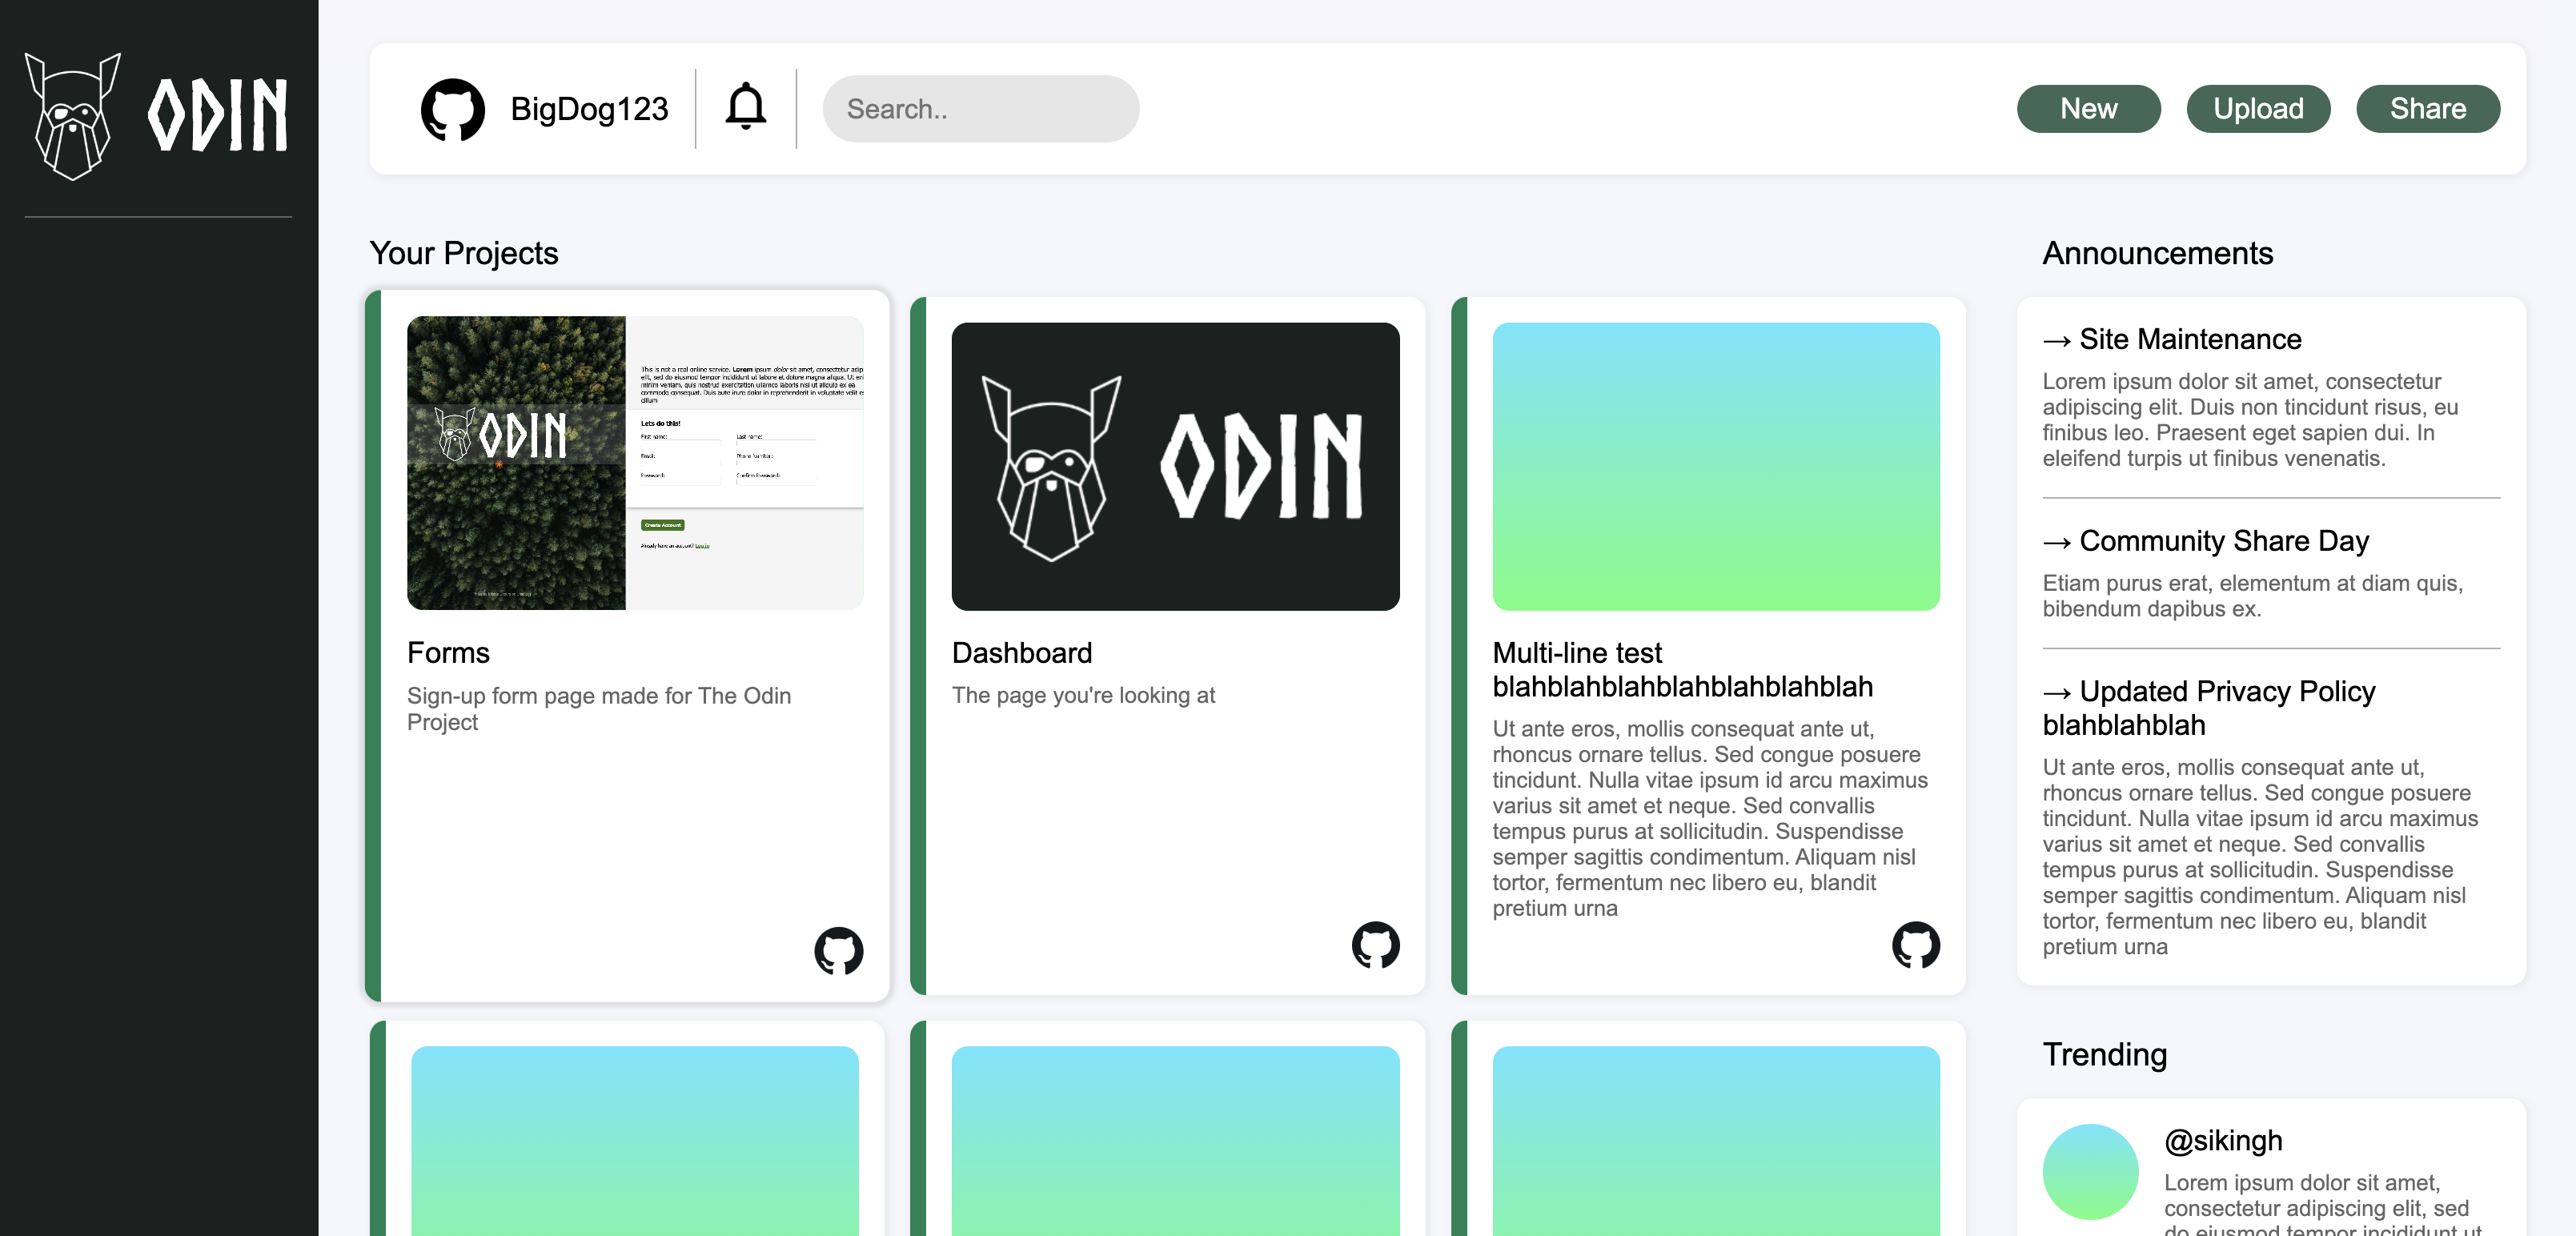 ODIN
BigDog123
Search..
New
Upload
Share
Your Projects
Announcements
This is not a real online service. Lorem ipsum dolor sit amet, consectetur adip
elit, sed do eiusmod tempor incididunt ut labore et dolore magna aliqua. Ut eni
minim veniam, quis nostrud exercitation ullamco laboris nisi ut aliquip ex ea
commodo consequat. Duis aute irure dolor in reprehenderit in voluptate velit es
cillum
ODIN
Lets do this!
First name:
Last name:
Email:
Phone Number:
Password:
Confirm Password:
Create Account
Already have an account? Log in
Forms
Sign-up form page made for The Odin
Project
ODIN
Dashboard
The page you're looking at
Multi-line test
blahblahblahblahblahblahblah
Ut ante eros, mollis consequat ante ut,
rhoncus ornare tellus. Sed congue posuere
tincidunt. Nulla vitae ipsum id arcu maximus
varius sit amet et neque. Sed convallis
tempus purus at sollicitudin. Suspendisse
semper sagittis condimentum. Aliquam nisl
tortor, fermentum nec libero eu, blandit
pretium urna
→ Site Maintenance
Lorem ipsum dolor sit amet, consectetur
adipiscing elit. Duis non tincidunt risus, eu
finibus leo. Praesent eget sapien dui. In
eleifend turpis ut finibus venenatis.
→ Community Share Day
Etiam purus erat, elementum at diam quis,
bibendum dapibus ex.
→ Updated Privacy Policy
blahblahblah
Ut ante eros, mollis consequat ante ut,
rhoncus ornare tellus. Sed congue posuere
tincidunt. Nulla vitae ipsum id arcu maximus
varius sit amet et neque. Sed convallis
tempus purus at sollicitudin. Suspendisse
semper sagittis condimentum. Aliquam nisl
tortor, fermentum nec libero eu, blandit
pretium urna
Trending
@sikingh
Lorem ipsum dolor sit amet,
consectetur adipiscing elit, sed
do eiusmod tempor incididunt ut